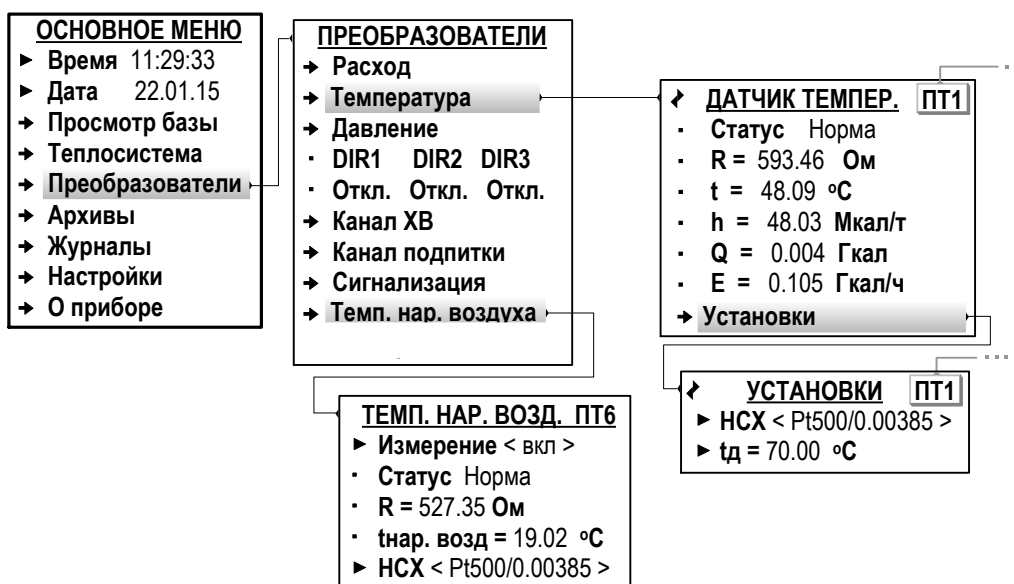 ОСНОВНОЕ МЕНЮ
Время 11:29:33
Дата 22.01.15
Просмотр базы
Теплосистема
Преобразователи
Архивы
Журналы
Настройки
О приборе
ПРЕОБРАЗОВАТЕЛИ
Расход
Температура
Давление
DIR1 DIR2 DIR3
Откл. Откл. Откл.
Канал ХВ
Канал подпитки
Сигнализация
Темп. нар. воздуха
ДАТЧИК ТЕМПЕР. ПТ1
Статус Норма
R = 593.46 Ом
t = 48.09 ºС
h = 48.03 Мкал/т
Q = 0.004 Гкал
E = 0.105 Гкал/ч
Установки
УСТАНОВКИ ПТ1
НСХ < Pt500/0.00385 >
tд = 70.00 ºС
ТЕМП. НАР. ВОЗД. ПТ6
Измерение < вкл >
Статус Норма
R = 527.35 Ом
tнар. возд = 19.02 ºС
НСХ < Pt500/0.00385 >